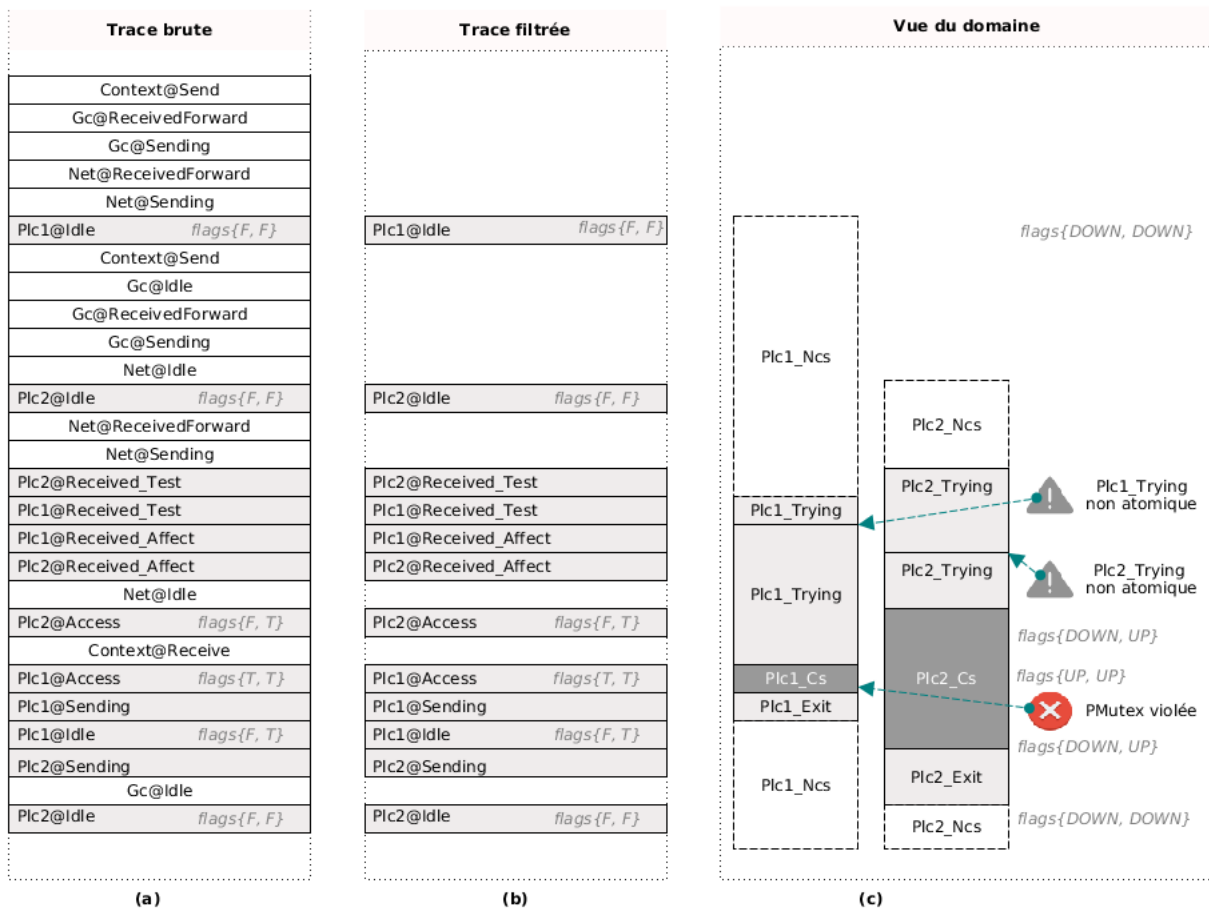 Trace brute
Context@Send
Gc@ReceivedForward
Gc@Sending
Net@ReceivedForward
Net@Sending
Plc1@Idle flags{F, F}
Context@Send
Gc@Idle
Gc@ReceivedForward
Gc@Sending
Net@Idle
Plc2@Idle flags{F, F}
Net@ReceivedForward
Net@Sending
Plc2@Received_Test
Plc1@Received_Test
Plc1@Received_Affect
Plc2@Received_Affect
Net@Idle
Plc2@Access flags{F, T}
Context@Receive
Plc1@Access flags{T, T}
Plc1@Sending
Plc1@Idle flags{F, T}
Plc2@Sending
Gc@Idle
Plc2@Idle flags{F, F}
(a)
Trace filtrée
Plc1@Idle flags{F, F}
Plc2@Idle flags{F, F}
Plc2@Received_Test
Plc1@Received_Test
Plc1@Received_Affect
Plc2@Received_Affect
Plc2@Access flags{F, T}
Plc1@Access flags{T, T}
Plc1@Sending
Plc1@Idle flags{F, T}
Plc2@Sending
Plc2@Idle flags{F, F}
(b)
Vue du domaine
Plc1_Ncs
Plc1_Trying
Plc1_Trying
Plc1_Cs
Plc1_Exit
Plc1_Ncs
Plc2_Ncs
Plc2_Trying
Plc2_Trying
Plc2_Cs
Plc2_Exit
Plc2_Ncs
flags{DOWN, DOWN}
Plc1_Trying
non atomique
Plc2_Trying
non atomique
flags{DOWN, UP}
flags{UP, UP}
PMutex violée
flags{DOWN, UP}
flags{DOWN, DOWN}
(c)